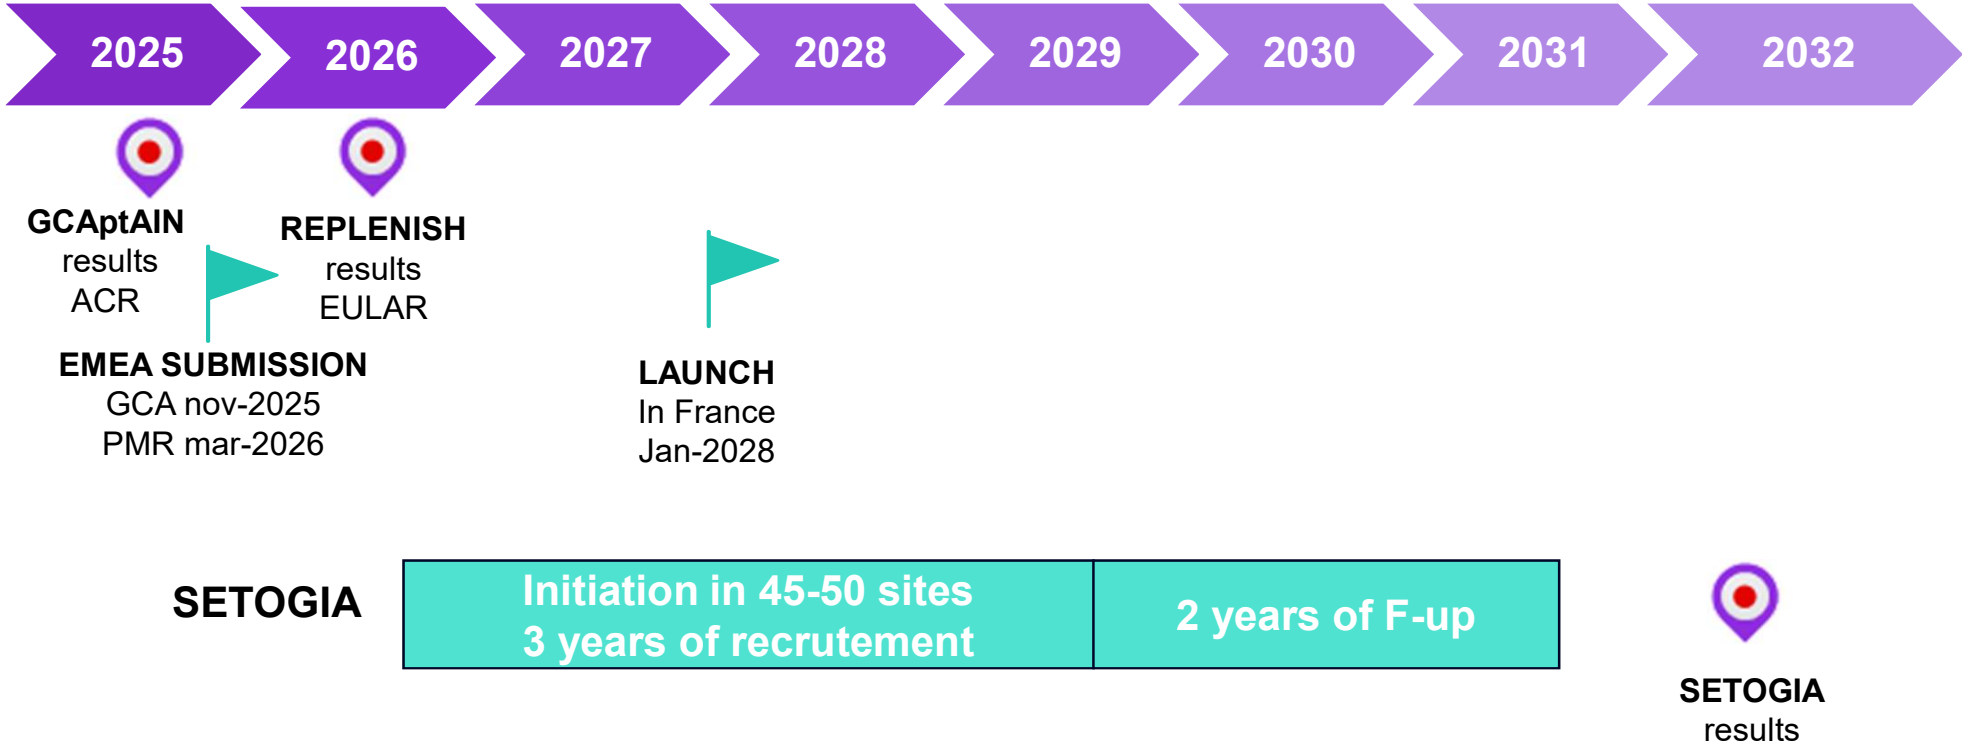 2025
2026
2027
2028
2029
2030
2031
2032
GCAptAIN
results
ACR
REPLENISH
results
EULAR
EMEA SUBMISSION
GCA nov-2025
PMR mar-2026
LAUNCH
In France
Jan-2028
SETOGIA
Initiation in 45-50 sites
3 years of recrutement
2 years of F-up
SETOGIA
results